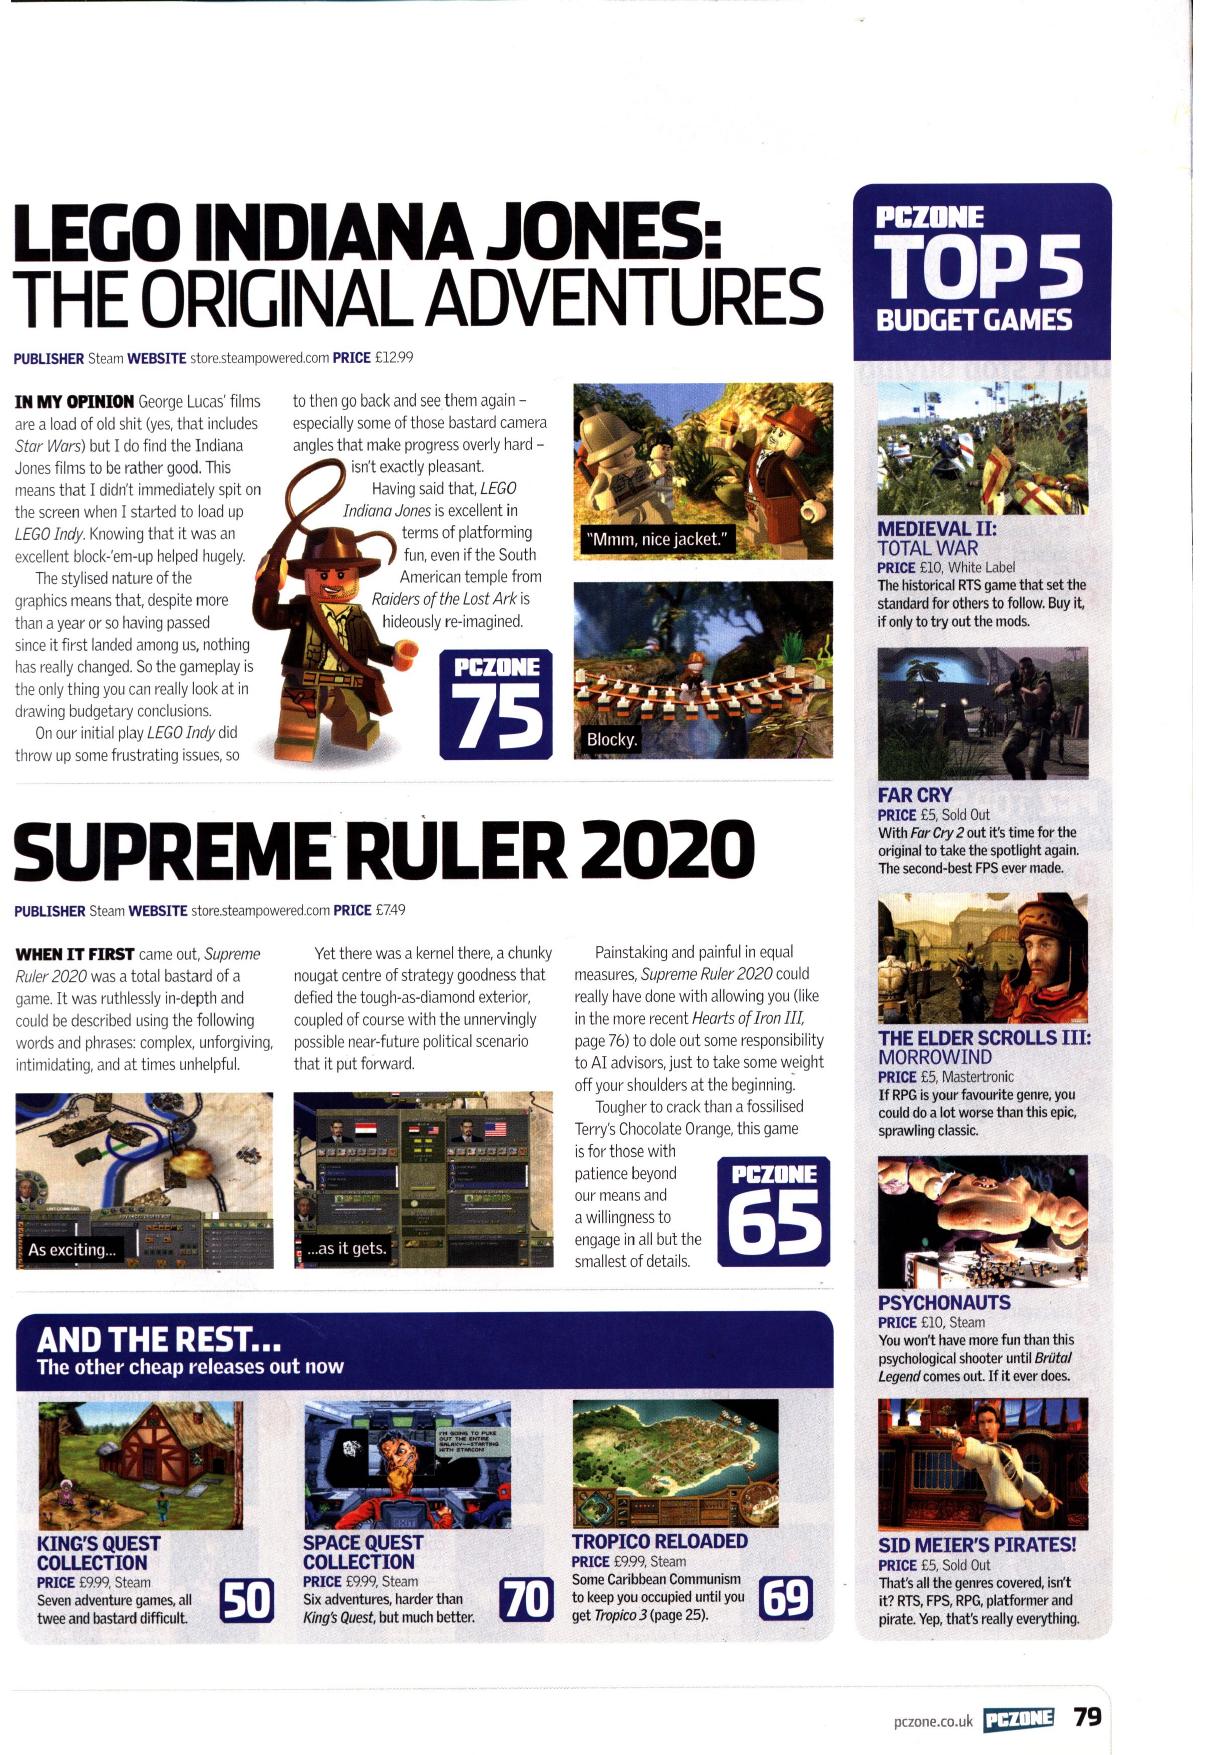 LEGO INDIANA JONES:
THE ORIGINAL ADVENTURES
PUBLISHER Steam WEBSITE store.steampowered.com PRICE £12.99
IN MY OPINION George Lucas' films
are a load of old shit (yes, that includes
Star Wars) but I do find the Indiana
Jones films to be rather good. This
means that I didn't immediately spit on
the screen when I started to load up
LEGO Indy. Knowing that it was an
excellent block-'em-up helped hugely.
The stylised nature of the
graphics means that, despite more
than a year or so having passed
since it first landed among us, nothing
has really changed. So the gameplay is
the only thing you can really look at in
drawing budgetary conclusions.
On our initial play LEGO Indy did
throw up some frustrating issues, so
to then go back and see them again –
especially some of those bastard camera
angles that make progress overly hard –
isn't exactly pleasant.
Having said that, LEGO
Indiana Jones is excellent in
terms of platforming
fun, even if the South
American temple from
Raiders of the Lost Ark is
hideously re-imagined.
PCZONE
75
"Mmm, nice jacket."
Blocky.
SUPREME RULER 2020
PUBLISHER Steam WEBSITE store.steampowered.com PRICE £7.49
WHEN IT FIRST came out, Supreme
Ruler 2020 was a total bastard of a
game. It was ruthlessly in-depth and
could be described using the following
words and phrases: complex, unforgiving,
intimidating, and at times unhelpful.
Yet there was a kernel there, a chunky
nougat centre of strategy goodness that
defied the tough-as-diamond exterior,
coupled of course with the unnervingly
possible near-future political scenario
that it put forward.
As exciting...
...as it gets.
Painstaking and painful in equal
measures, Supreme Ruler 2020 could
really have done with allowing you (like
in the more recent Hearts of Iron III,
page 76) to dole out some responsibility
to AI advisors, just to take some weight
off your shoulders at the beginning.
Tougher to crack than a fossilised
Terry's Chocolate Orange, this game
is for those with
patience beyond
our means and
a willingness to
engage in all but the
smallest of details.
PCZONE
65
AND THE REST...
The other cheap releases out now
KING'S QUEST
COLLECTION
PRICE £9.99, Steam
Seven adventure games, all
twee and bastard difficult.
50
I'M GOING TO PUKE
OUT THE ENTIRE
GALAXY--STARTING
WITH STARCON!
SPACE QUEST
COLLECTION
PRICE £9.99, Steam
Six adventures, harder than
King's Quest, but much better.
70
TROPICO RELOADED
PRICE £9.99, Steam
Some Caribbean Communism
to keep you occupied until you
get Tropico 3 (page 25).
69
PCZONE
TOP 5
BUDGET GAMES
MEDIEVAL II:
TOTAL WAR
PRICE £10, White Label
The historical RTS game that set the
standard for others to follow. Buy it,
if only to try out the mods.
FAR CRY
PRICE £5, Sold Out
With Far Cry 2 out it's time for the
original to take the spotlight again.
The second-best FPS ever made.
THE ELDER SCROLLS III:
MORROWIND
PRICE £5, Mastertronic
If RPG is your favourite genre, you
could do a lot worse than this epic,
sprawling classic.
PSYCHONAUTS
PRICE £10, Steam
You won't have more fun than this
psychological shooter until Brütal
Legend comes out. If it ever does.
SID MEIER'S PIRATES!
PRICE £5, Sold Out
That's all the genres covered, isn't
it? RTS, FPS, RPG, platformer and
pirate. Yep, that's really everything.
pczone.co.uk PCZONE 79